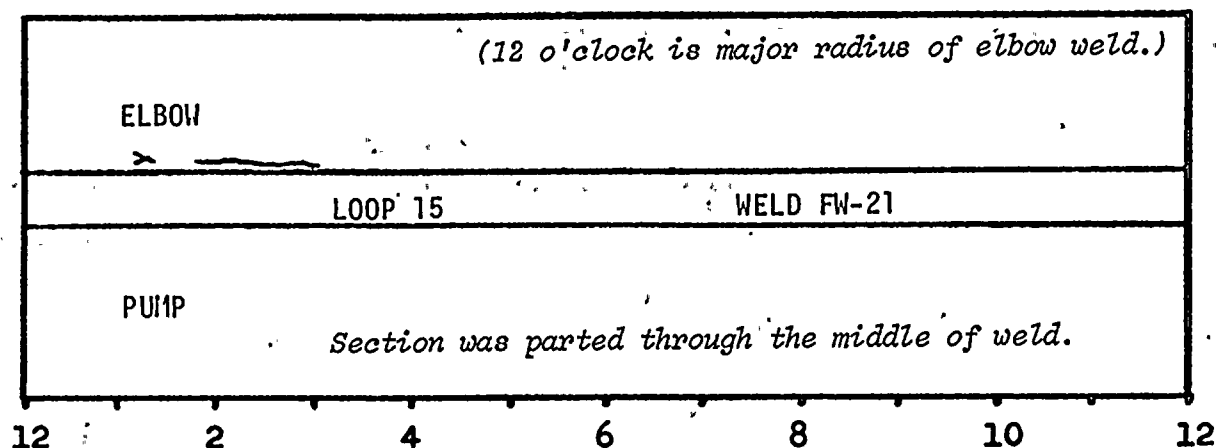 (12 o'clock is major radius of elbow weld.)
ELBOW
LOOP 15 WELD FW-21
PUMP
Section was parted through the middle of weld.
12 2 4 6 8 10 12